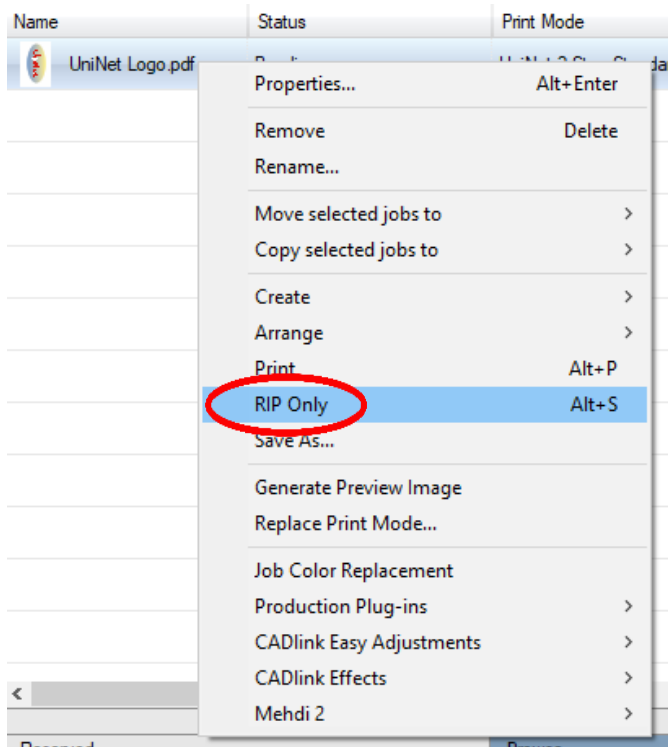 Name Status Print Mode
UniNet Logo.pdf
Properties... Alt+Enter
Remove Delete
Rename...
Move selected jobs to
Copy selected jobs to
Create
Arrange
Print Alt+P
RIP Only Alt+S
Save As...
Generate Preview Image
Replace Print Mode...
Job Color Replacement
Production Plug-ins
CADlink Easy Adjustments
CADlink Effects
Mehdi 2